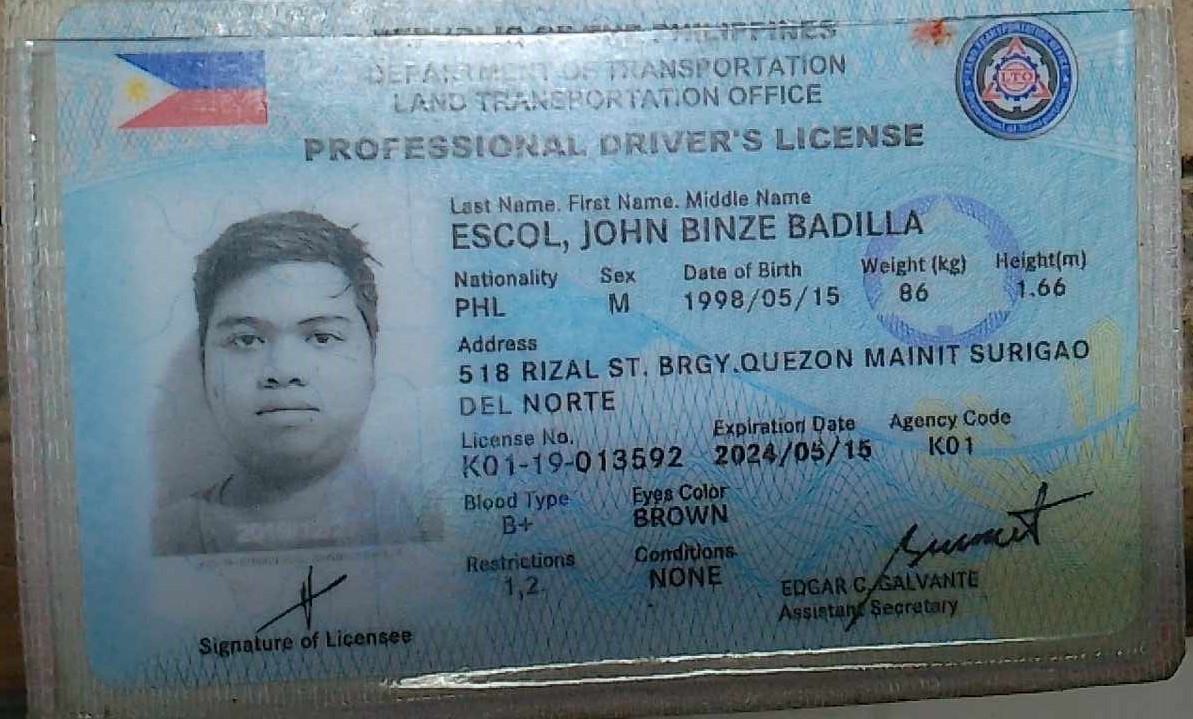 REPUBLIC OF THE PHILIPPINES
DEPARTMENT OF TRANSPORTATION
LAND TRANSPORTATION OFFICE
PROFESSIONAL DRIVER'S LICENSE
LTO
Last Name. First Name. Middle Name
ESCOL, JOHN BINZE BADILLA
Nationality Sex Date of Birth Weight (kg) Height(m)
PHL M 1998/05/15 86 1.66
Address
518 RIZAL ST. BRGY.QUEZON MAINIT SURIGAO
DEL NORTE
License No. Expiration Date Agency Code
K01-19-013592 2024/05/15 K01
Blood Type Eyes Color
B+ BROWN
Restrictions Conditions
1,2 NONE
EDGAR C. GALVANTE
Assistant Secretary
Signature of Licensee